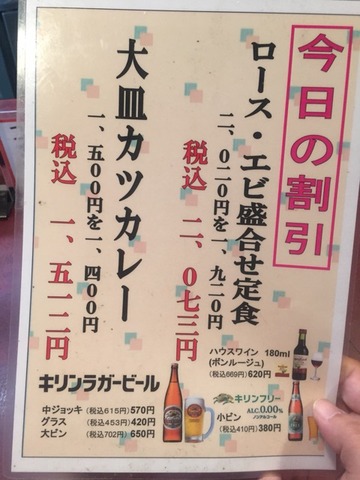 今日の割引
ロース・エビ盛合せ定食
二、〇二〇円を一、九二〇円
税込 二、〇七三円
大皿カツカレー
一、五〇〇円を一、四〇〇円
税込 一、五一二円
ハウスワイン 180ml
(ボンルージュ)
(税込669円)620円
キリンラガービール
中ジョッキ (税込615円)570円
グラス (税込453円)420円
大ビン (税込702円)650円
キリンフリー
ALC.0.00%
ノンアルコール
小ビン (税込410円)380円